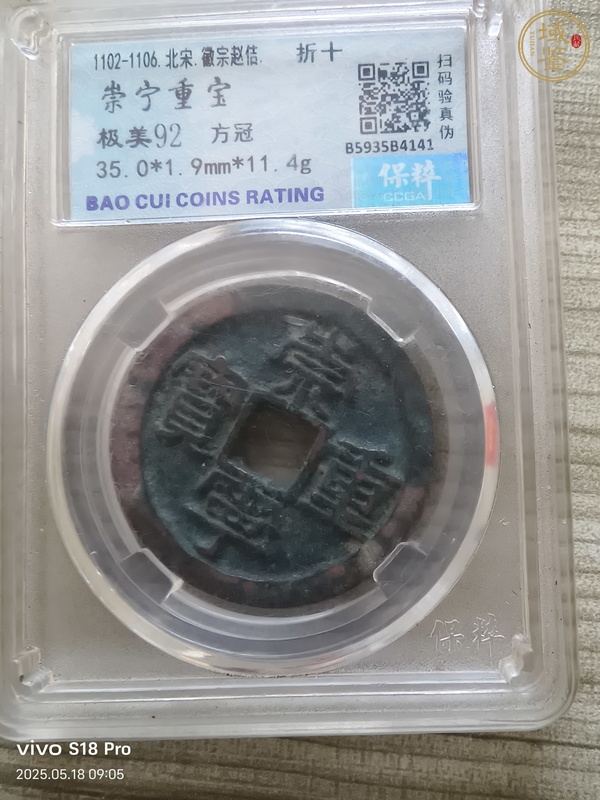 1102-1106.北宋.徽宗赵佶. 折十
崇宁重宝
极美92 方冠
35.0*1.9mm*11.4g
BAO CUI COINS RATING
扫码验真伪
B5935B4141
保粹
CCGA
崇寧重寳
保粹
vivo S18 Pro
2025.05.18 09:05